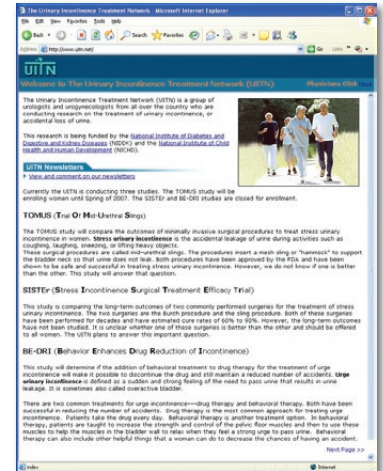 The Urinary Incontinence Treatment Network - Microsoft Internet Explorer
File Edit View Favorites Tools Help
Back Search Favorites
Address http://www.uitn.net/ Go Links
UITN
Welcome to The Urinary Incontinence Treatment Network (UITN) Physicians Click
The Urinary Incontinence Treatment Network (UITN) is a group of
urologists and urogynecologists from all over the country who are
conducting research on the treatment of urinary incontinence, or
accidental loss of urine.
This research is being funded by the National Institute of Diabetes and
Digestive and Kidney Diseases (NIDDK) and the National Institute of Child
Health and Human Development (NICHD).
UITN Newsletters
> View and comment on our newsletters
Currently the UITN is conducting three studies. The TOMUS study will be
enrolling women until Spring of 2007. The SISTEr and BE-DRI studies are closed for enrollment.
TOMUS (Trial Of Mid-Urethral Slings)
The TOMUS study will compare the outcomes of minimally invasive surgical procedures to treat stress urinary
incontinence in women. Stress urinary incontinence is the accidental leakage of urine during activities such as
coughing, laughing, sneezing, or lifting heavy objects.
These surgical procedures are called mid-urethral slings. The procedures insert a mesh sling or "hammock" to support
the bladder neck so that urine does not leak. Both procedures have been approved by the FDA and have been
shown to be safe and successful in treating stress urinary incontinence. However, we do not know if one is better
than the other. This study will answer that question.
SISTEr (Stress Incontinence Surgical Treatment Efficacy Trial)
This study is comparing the long-term outcomes of two commonly performed surgeries for the treatment of stress
urinary incontinence. The two surgeries are the Burch procedure and the sling procedure. Both of these surgeries
have been performed for decades and have estimated cure rates of 60% to 90%. However, the long-term outcomes
have not been studied. It is unclear whether one of these surgeries is better than the other and should be offered
to all women. The UITN plans to answer this important question.
BE-DRI (Behavior Enhances Drug Reduction of Incontinence)
This study will determine if the addition of behavioral treatment to drug therapy for the treatment of urge
incontinence will make it possible to discontinue the drug and still maintain a reduced number of accidents. Urge
urinary incontinence is defined as a sudden and strong feeling of the need to pass urine that results in urine
leakage. It is sometimes also called overactive bladder.
There are two common treatments for urge incontinence---drug therapy and behavioral therapy. Both have been
successful in reducing the number of accidents. Drug therapy is the most common approach for treating urge
incontinence. Patients take the drug every day. Behavioral therapy is another treatment option. In behavioral
therapy, patients are taught to increase the strength and control of the pelvic floor muscles and then to use these
muscles to help the muscles in the bladder wall to relax when they feel a strong urge to pass urine. Behavioral
therapy can also include other helpful things that a woman can do to decrease the chances of having an accident.
Next Page >>
Internet